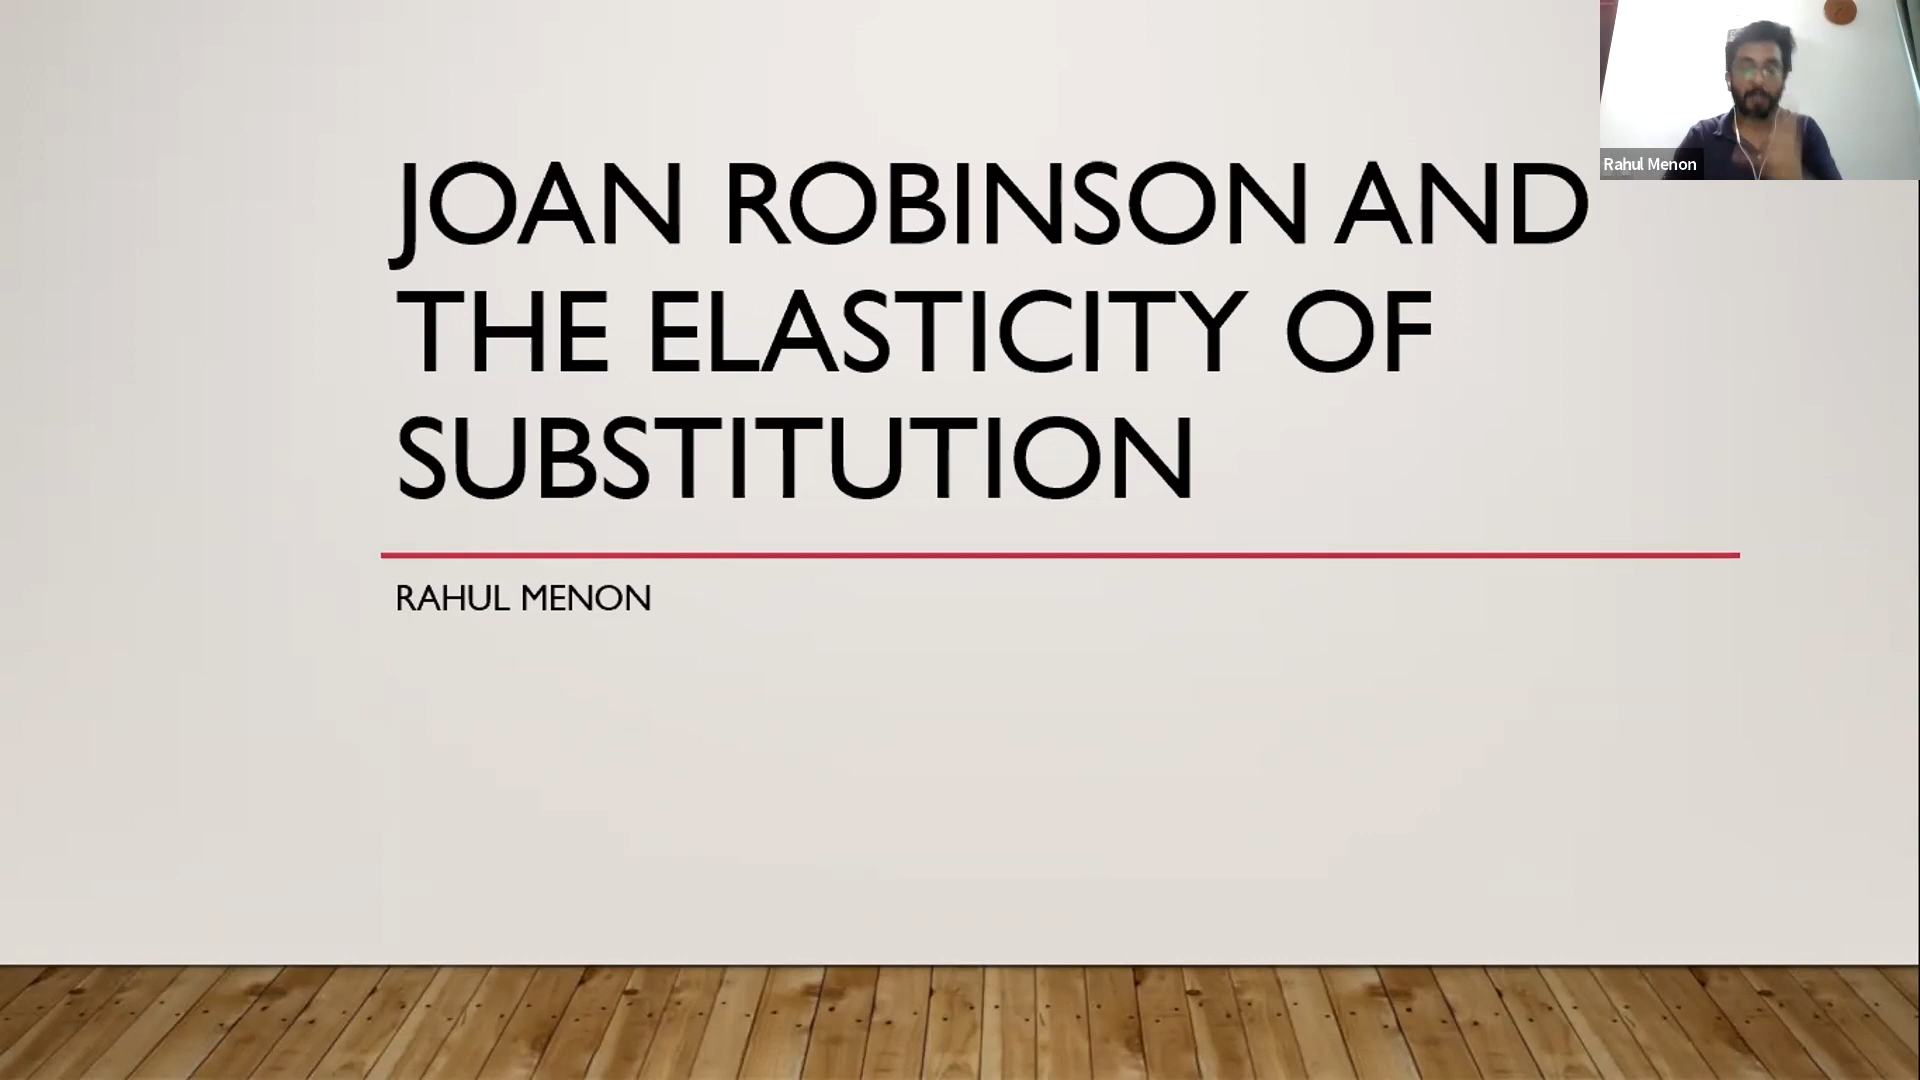 JOAN ROBINSON AND
THE ELASTICITY OF
SUBSTITUTION
RAHUL MENON
Rahul Menon